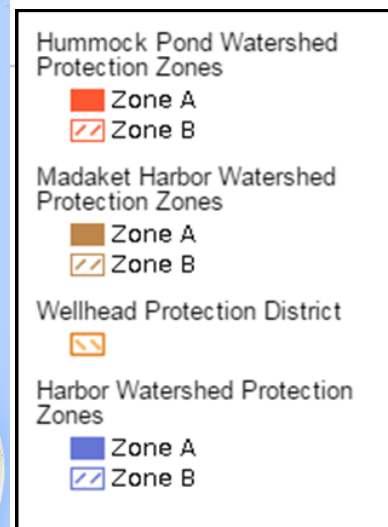 Hummock Pond Watershed
Protection Zones
Zone A
Zone B
Madaket Harbor Watershed
Protection Zones
Zone A
Zone B
Wellhead Protection District
Harbor Watershed Protection
Zones
Zone A
Zone B